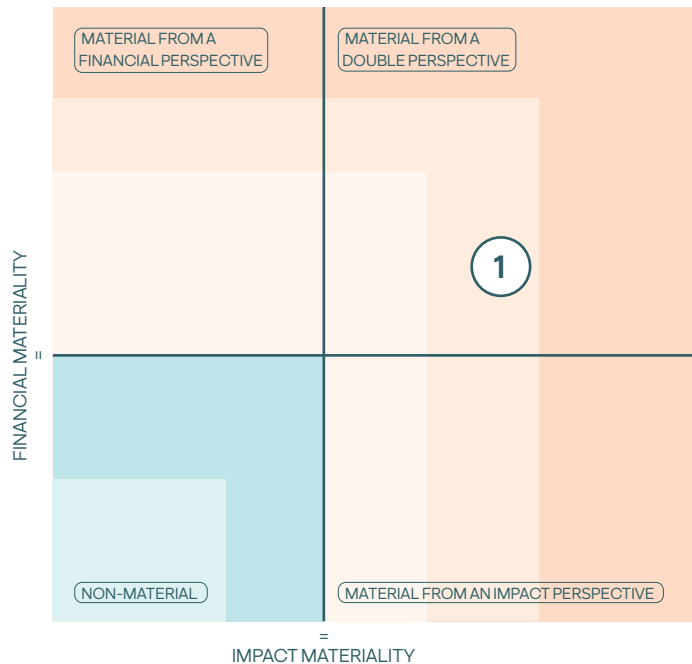 MATERIAL FROM A
FINANCIAL PERSPECTIVE
MATERIAL FROM A
DOUBLE PERSPECTIVE
1
FINANCIAL MATERIALITY
=
NON-MATERIAL
MATERIAL FROM AN IMPACT PERSPECTIVE
=
IMPACT MATERIALITY